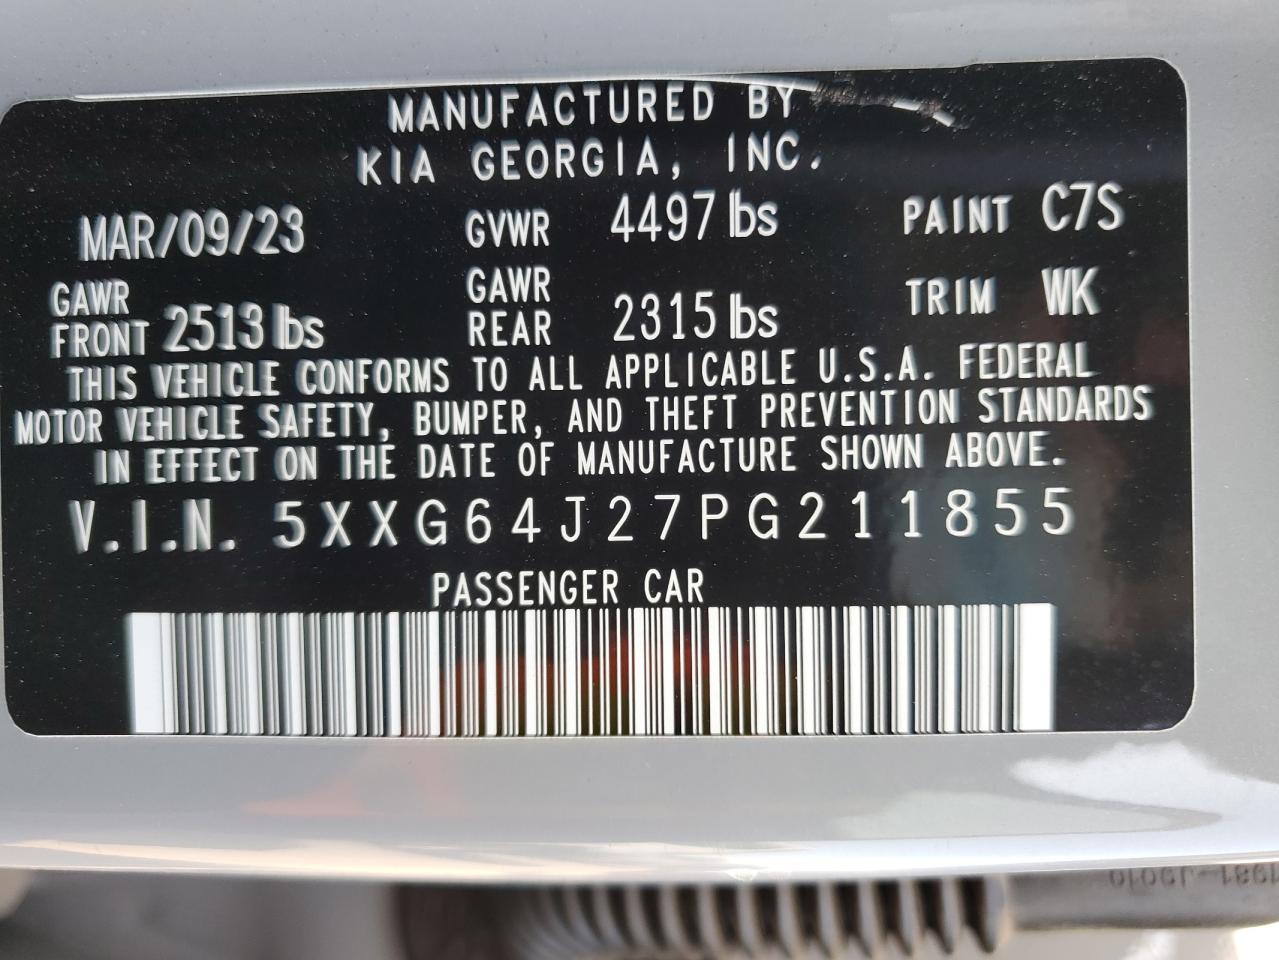 MANUFACTURED BY
KIA GEORGIA, INC.
MAR/09/23 GVWR 4497 lbs PAINT C7S
GAWR FRONT 2513 lbs GAWR REAR 2315 lbs TRIM WK
THIS VEHICLE CONFORMS TO ALL APPLICABLE U.S.A. FEDERAL
MOTOR VEHICLE SAFETY, BUMPER, AND THEFT PREVENTION STANDARDS
IN EFFECT ON THE DATE OF MANUFACTURE SHOWN ABOVE.
V.I.N. 5XXG64J27PG211855
PASSENGER CAR